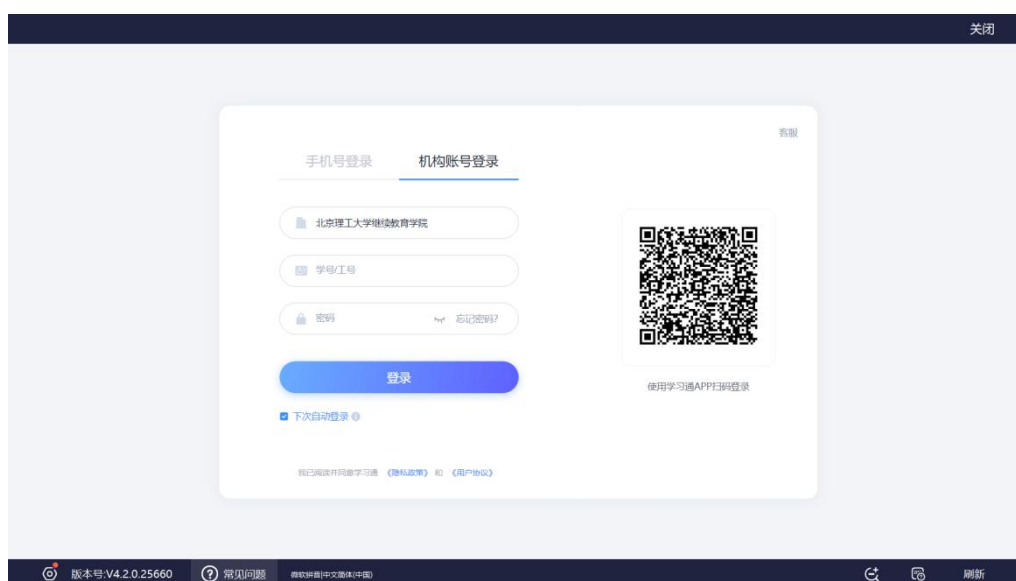 关闭
客服
手机号登录 机构账号登录
北京理工大学继续教育学院
学号/工号
密码 忘记密码?
登录
使用学习通APP扫码登录
下次自动登录
我已阅读并同意学习通 《隐私政策》 和 《用户协议》
版本号:V4.2.0.25660 常见问题 微软拼音|中文简体(中国) 刷新